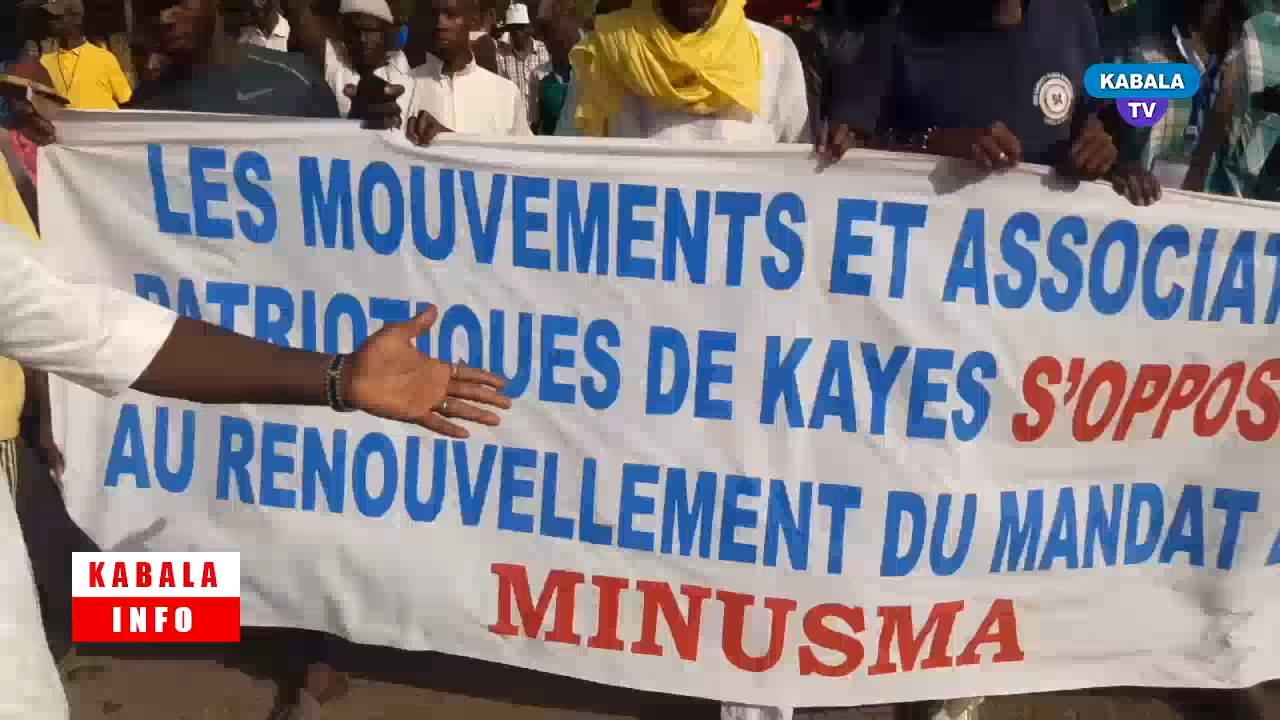 KABALA
TV
LES MOUVEMENTS ET ASSOCIAT
PATRIOTIQUES DE KAYES S'OPPOS
AU RENOUVELLEMENT DU MANDAT
MINUSMA
KABALA
INFO